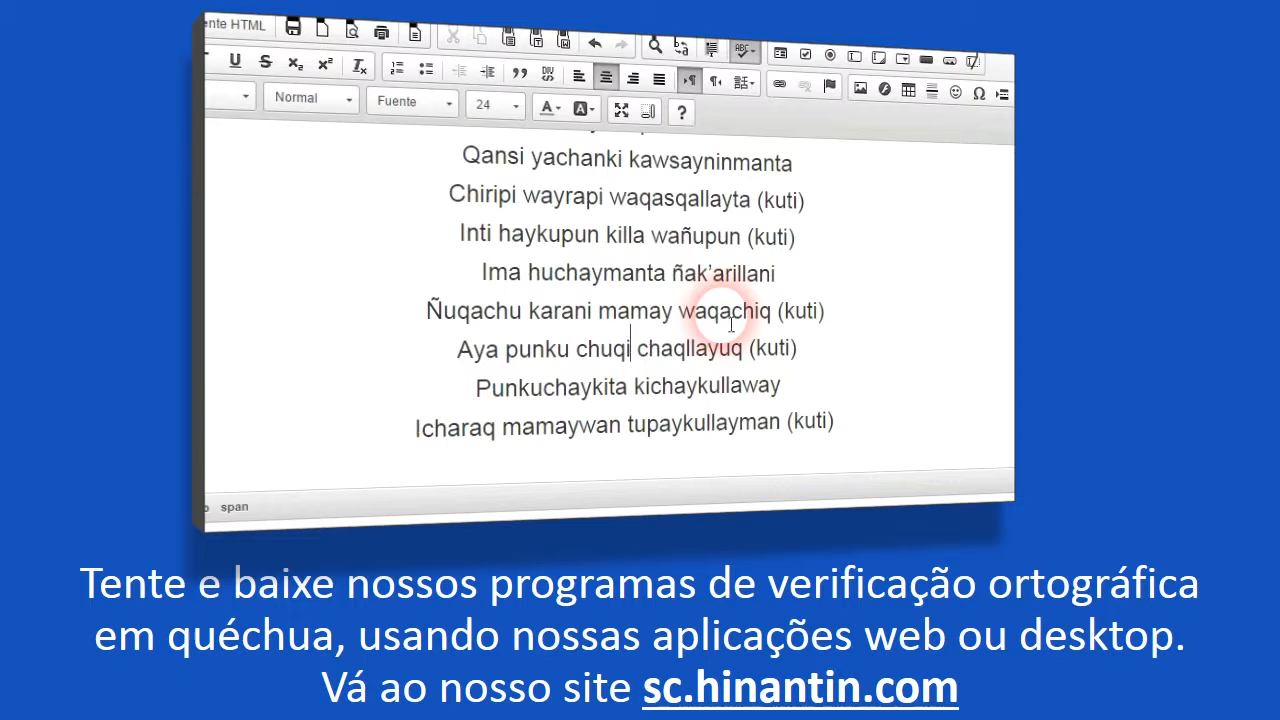 ente HTML
Normal Fuente 24
Qansi yachanki kawsayninmanta
Chiripi wayrapi waqasqallayta (kuti)
Inti haykupun killa wañupun (kuti)
Ima huchaymanta ñak’arillani
Ñuqachu karani mamay waqachiq (kuti)
Aya punku chuqi chaqllayuq (kuti)
Punkuchaykita kichaykullaway
Icharaq mamaywan tupaykullayman (kuti)
span
Tente e baixe nossos programas de verificação ortográfica
em quéchua, usando nossas aplicações web ou desktop.
Vá ao nosso site sc.hinantin.com